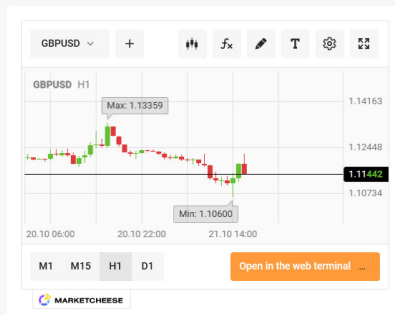 GBPUSD
+
fx
T
GBPUSD H1
Max: 1.13359
1.14163
1.12448
1.11442
1.10734
Min: 1.10600
20.10 06:00 20.10 22:00 21.10 14:00
M1 M15 H1 D1
Open in the web terminal ...
MARKETCHEESE